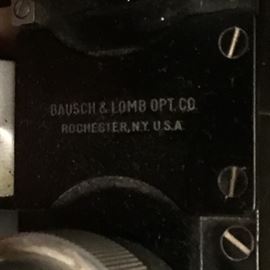 BAUSCH & LOMB OPT. CO.
ROCHESTER, N.Y. U.S.A.